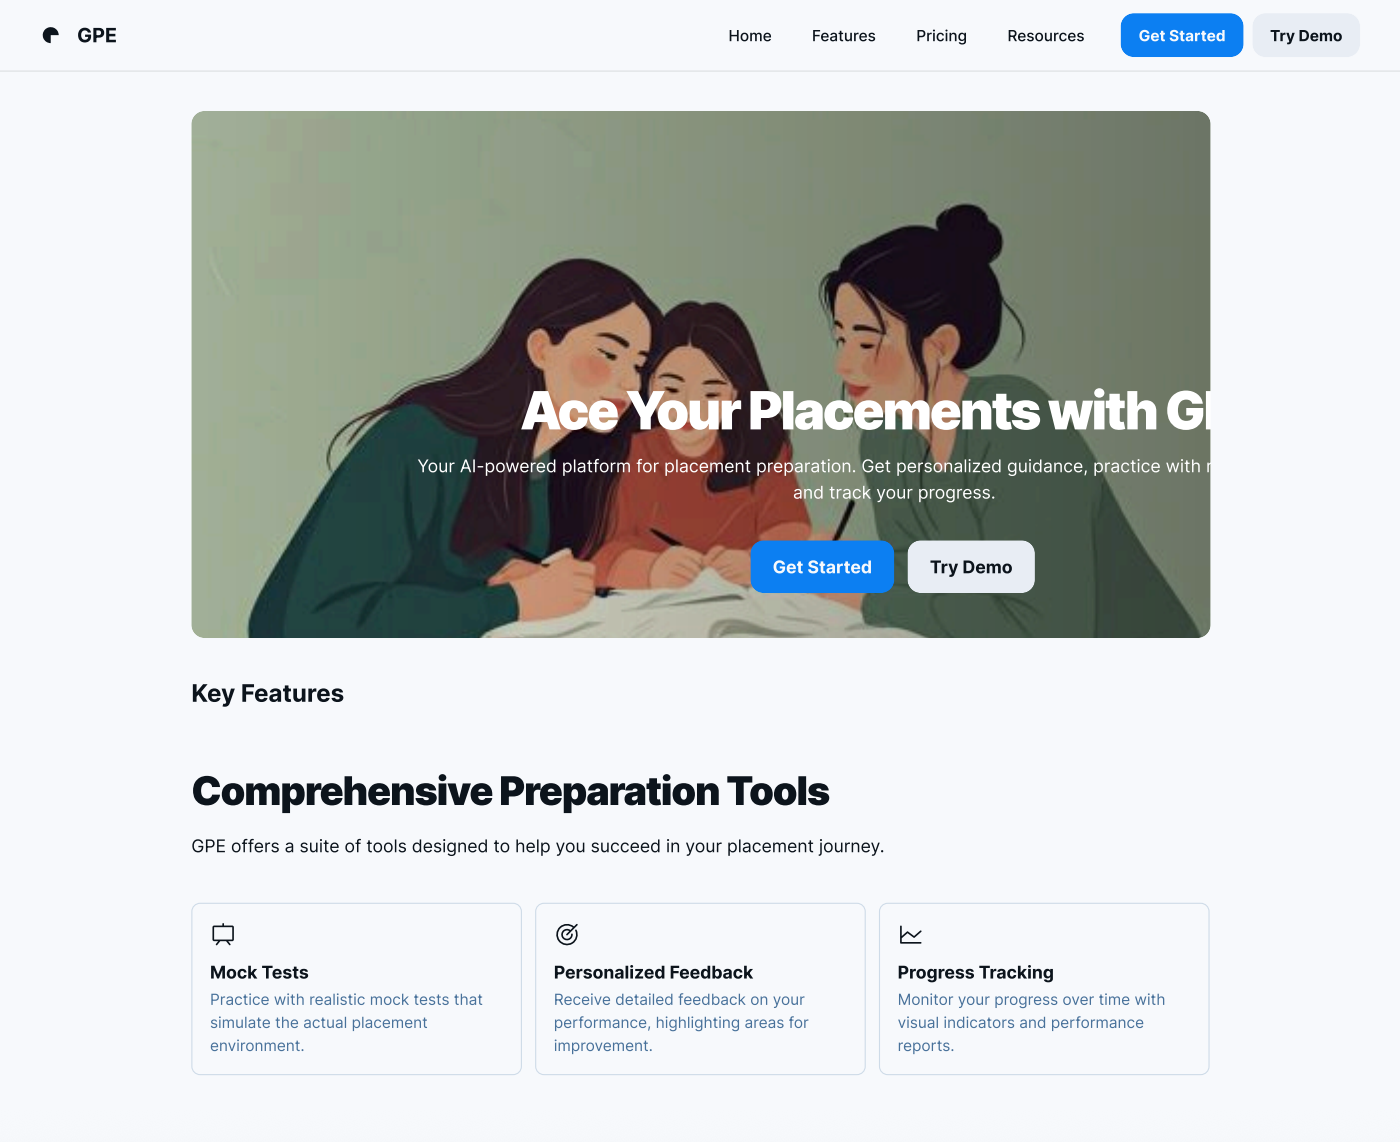 GPE
Home
Features
Pricing
Resources
Get Started
Try Demo
Ace Your Placements with
Your AI-powered platform for placement preparation. Get personalized guidance, practice with
and track your progress.
Get Started
Try Demo
Key Features
Comprehensive Preparation Tools
GPE offers a suite of tools designed to help you succeed in your placement journey.
Mock Tests
Practice with realistic mock tests that
simulate the actual placement
environment.
Personalized Feedback
Receive detailed feedback on your
performance, highlighting areas for
improvement.
Progress Tracking
Monitor your progress over time with
visual indicators and performance
reports.